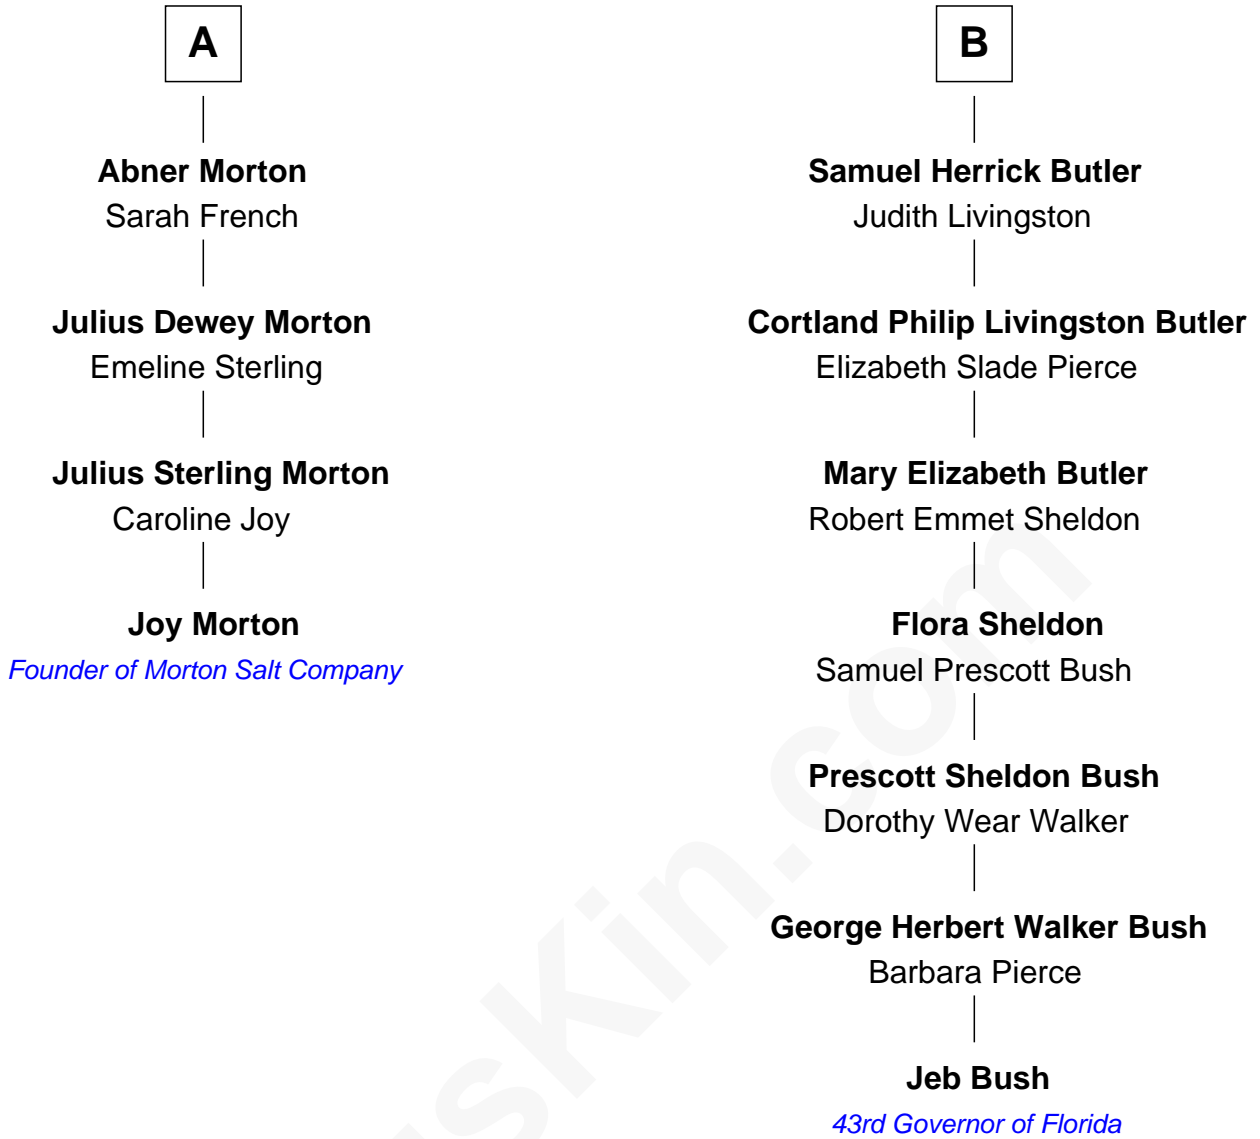 A
Abner Morton
Sarah French
Julius Dewey Morton
Emeline Sterling
Julius Sterling Morton
Caroline Joy
Joy Morton
Founder of Morton Salt Company
B
Samuel Herrick Butler
Judith Livingston
Cortland Philip Livingston Butler
Elizabeth Slade Pierce
Mary Elizabeth Butler
Robert Emmet Sheldon
Flora Sheldon
Samuel Prescott Bush
Prescott Sheldon Bush
Dorothy Wear Walker
George Herbert Walker Bush
Barbara Pierce
Jeb Bush
43rd Governor of Florida
sKin.com